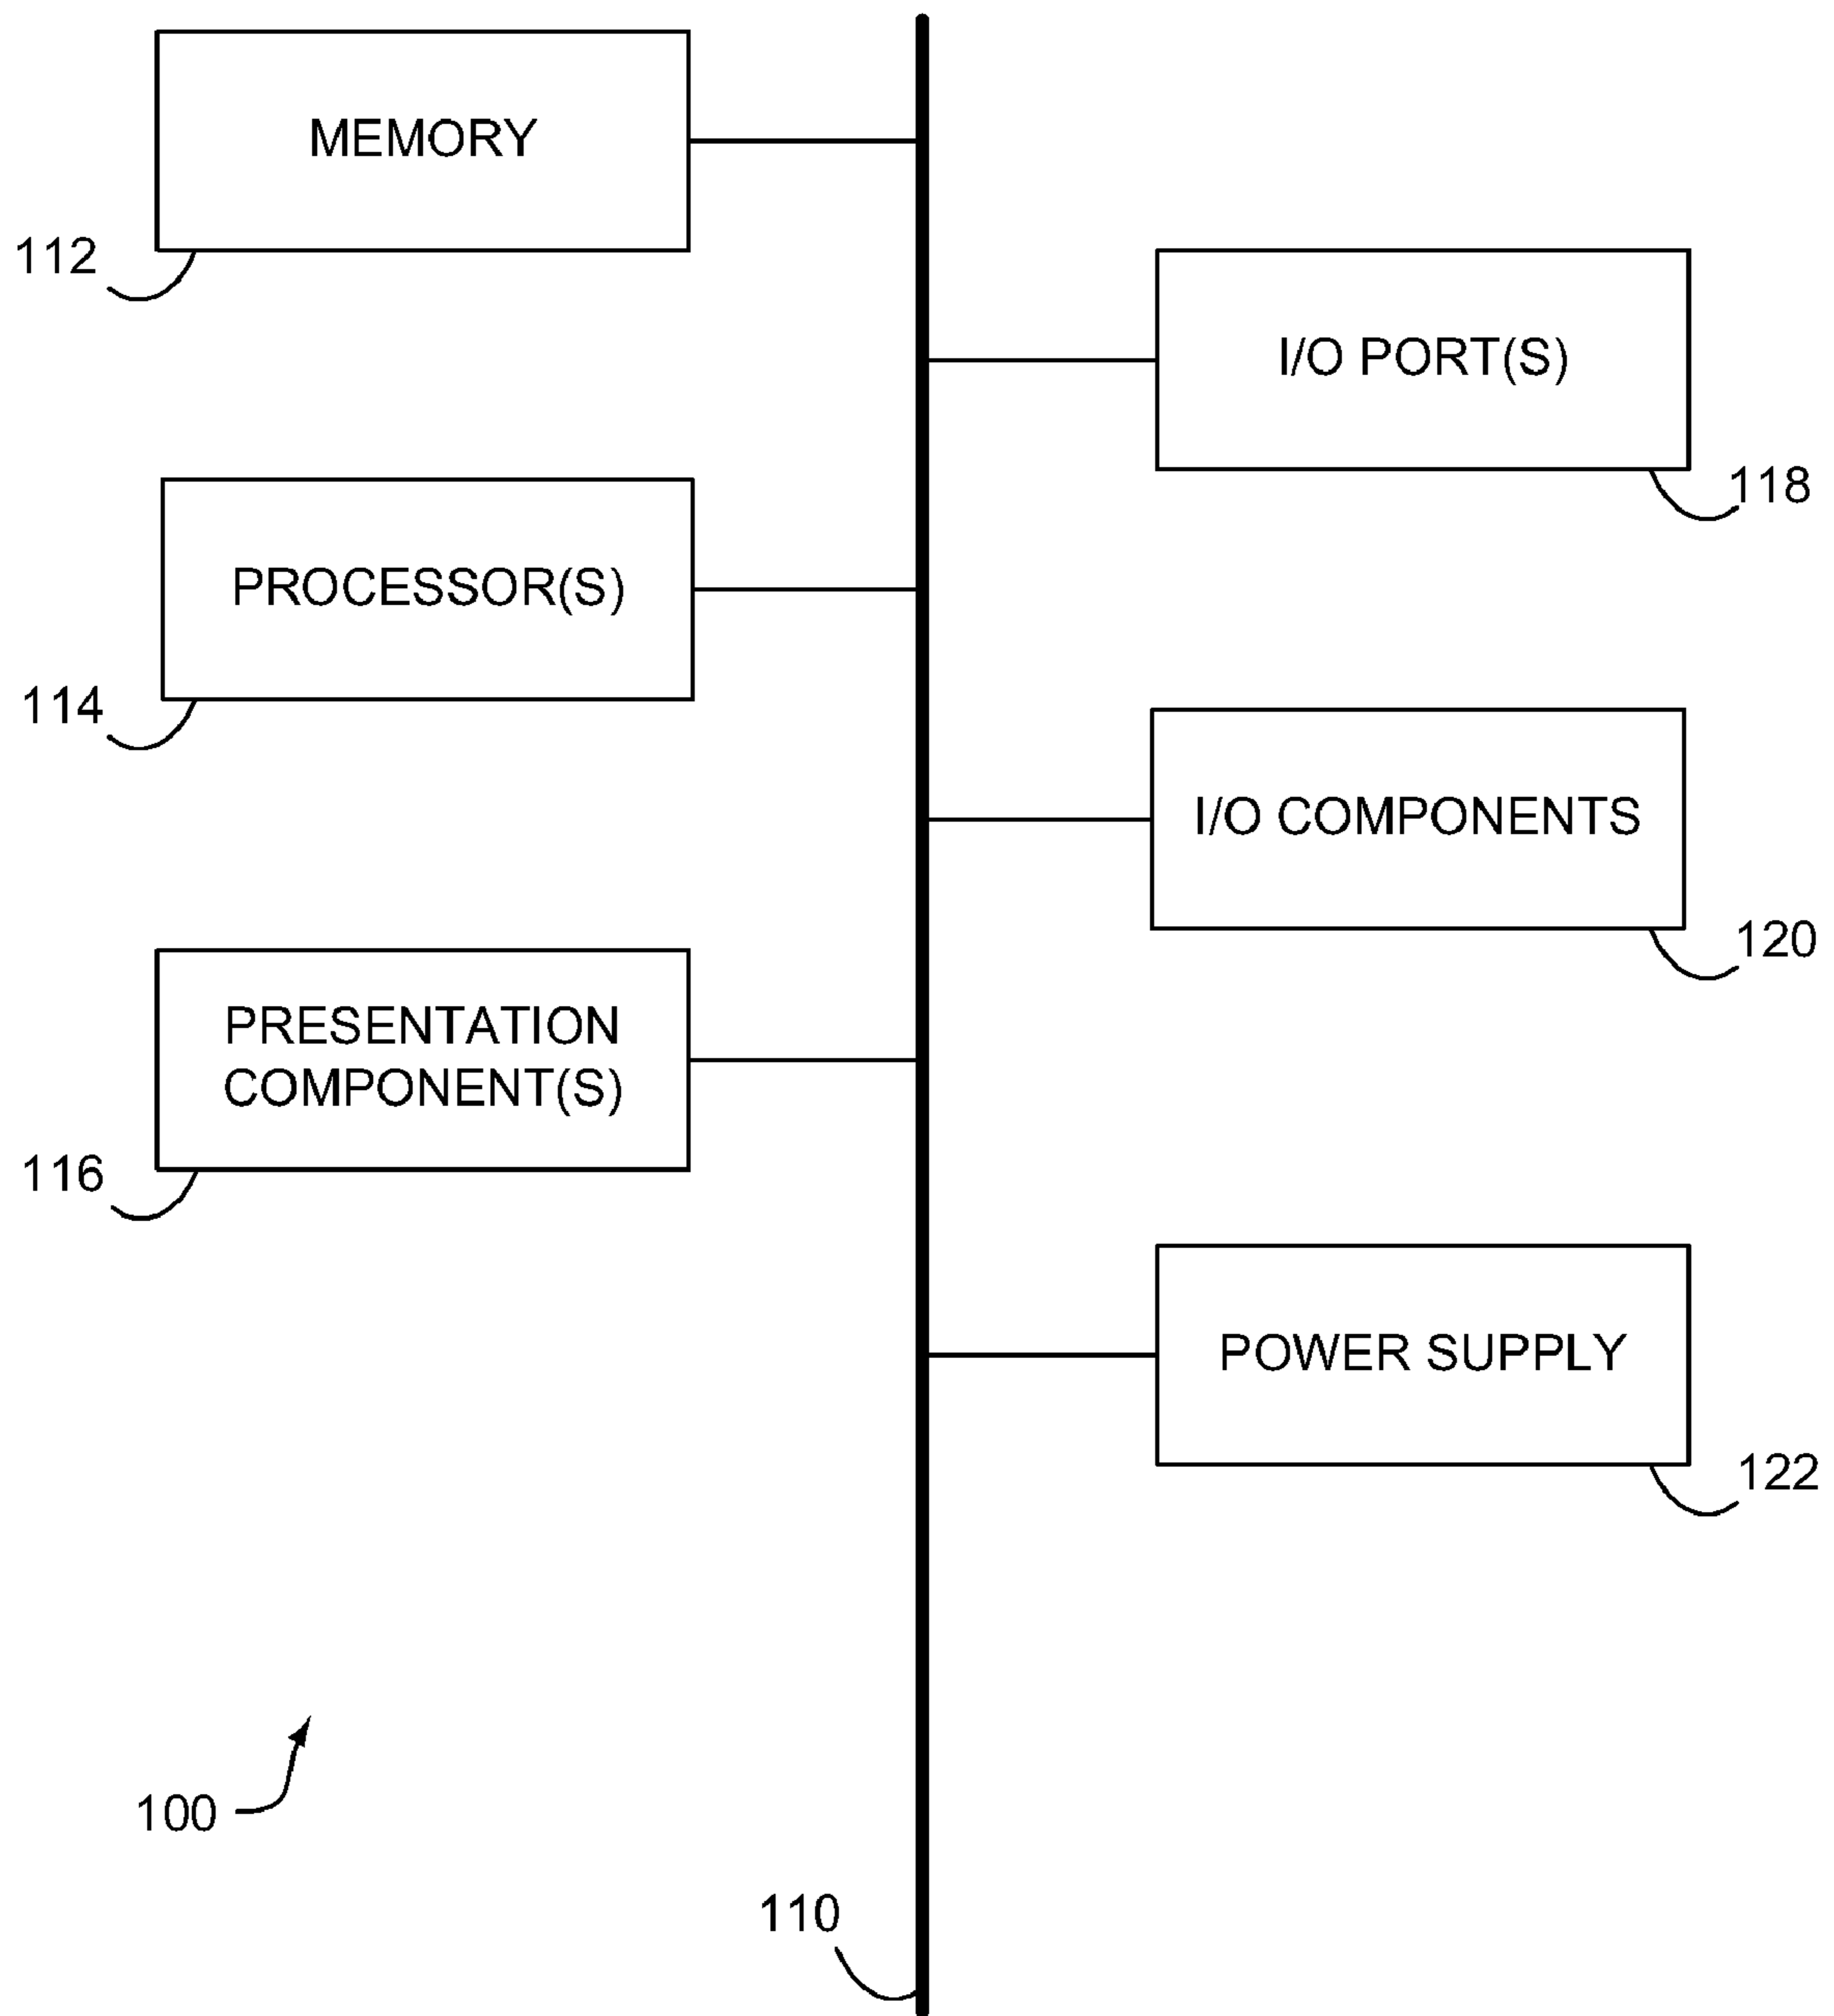 MEMORY
112
I/O PORT(S)
118
PROCESSOR(S)
114
I/O COMPONENTS
120
PRESENTATION
COMPONENT(S)
116
POWER SUPPLY
122
100
110